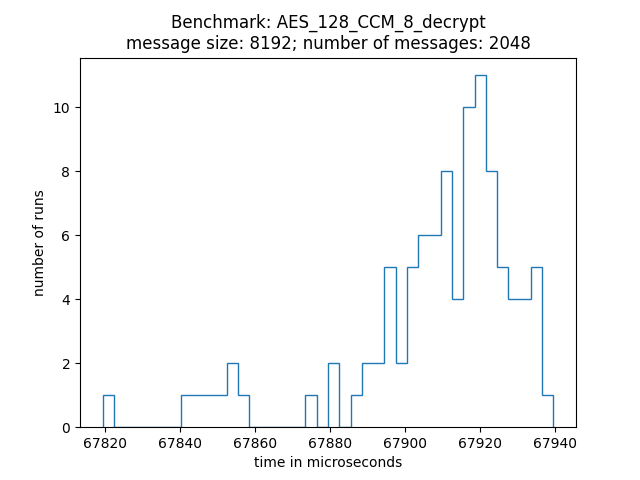 Benchmark: AES_128_CCM_8_decrypt
message size: 8192; number of messages: 2048
number of runs
10
8
6
4
2
0
67820 67840 67860 67880 67900 67920 67940
time in microseconds